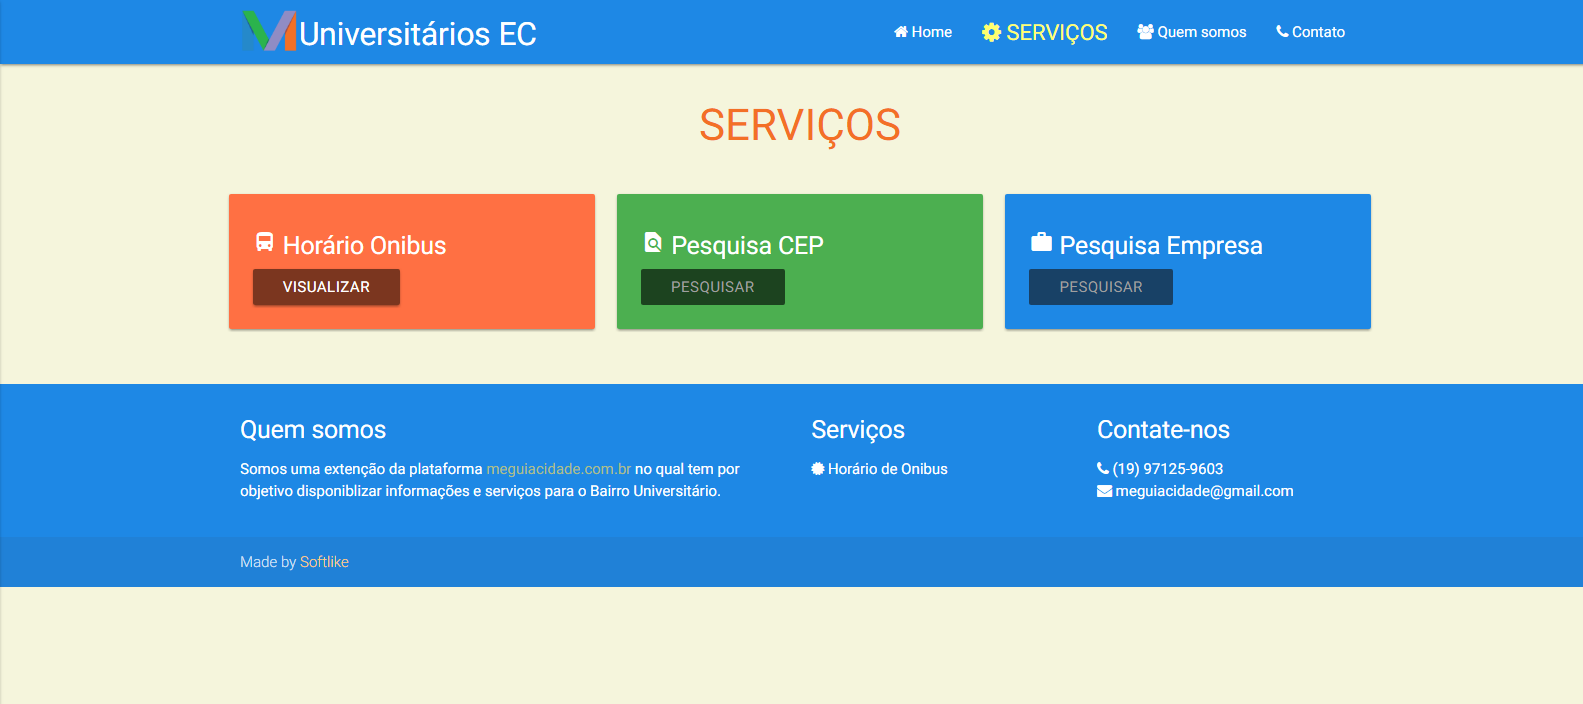 Universitários EC
Home
SERVIÇOS
Quem somos
Contato
SERVIÇOS
Horário Onibus
VISUALIZAR
Pesquisa CEP
PESQUISAR
Pesquisa Empresa
PESQUISAR
Quem somos
Somos uma extenção da plataforma meguiacidade.com.br no qual tem por
objetivo disponiblizar informações e serviços para o Bairro Universitário.
Serviços
Horário de Onibus
Contate-nos
(19) 97125-9603
meguiacidade@gmail.com
Made by Softlike